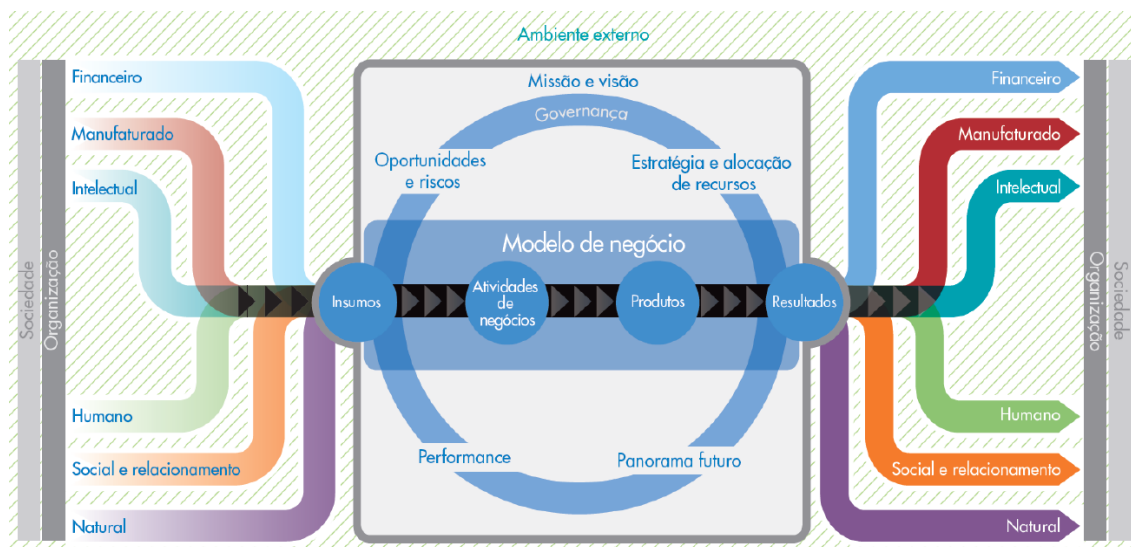 Ambiente externo
Sociedade
Organização
Financeiro
Manufaturado
Intelectual
Humano
Social e relacionamento
Natural
Missão e visão
Governança
Oportunidades
e riscos
Estratégia e alocação
de recursos
Modelo de negócio
Insumos
Atividades
de
negócios
Produtos
Resultados
Performance
Panorama futuro
Financeiro
Manufaturado
Intelectual
Humano
Social e relacionamento
Natural
Organização
Sociedade